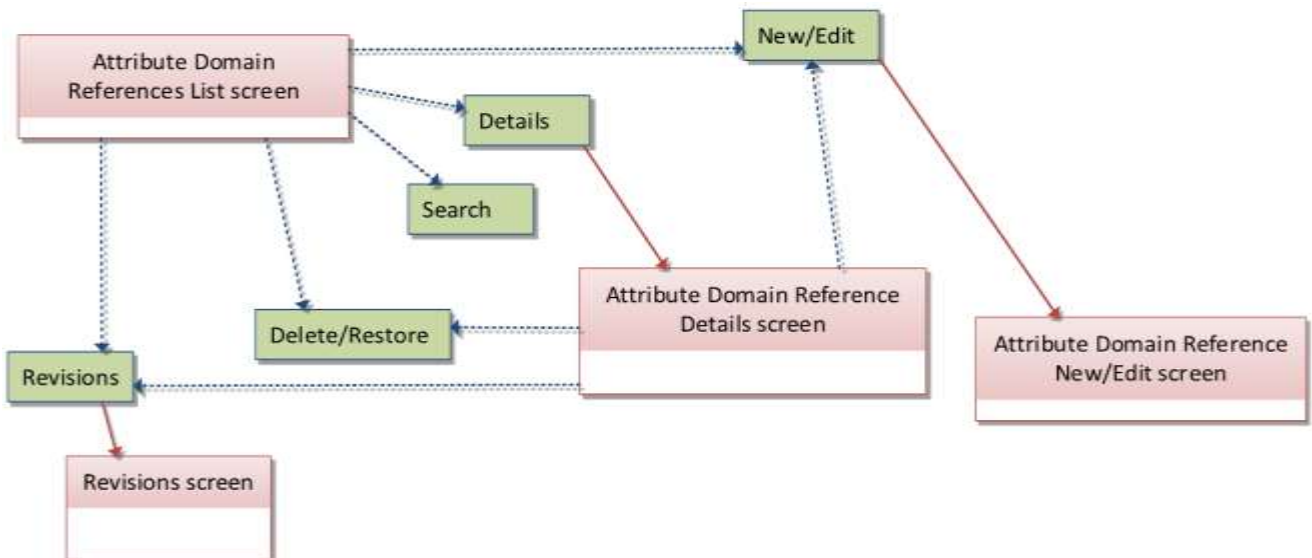 New/Edit
Attribute Domain
References List screen
Details
Search
Attribute Domain Reference
Details screen
Delete/Restore
Attribute Domain Reference
New/Edit screen
Revisions
Revisions screen